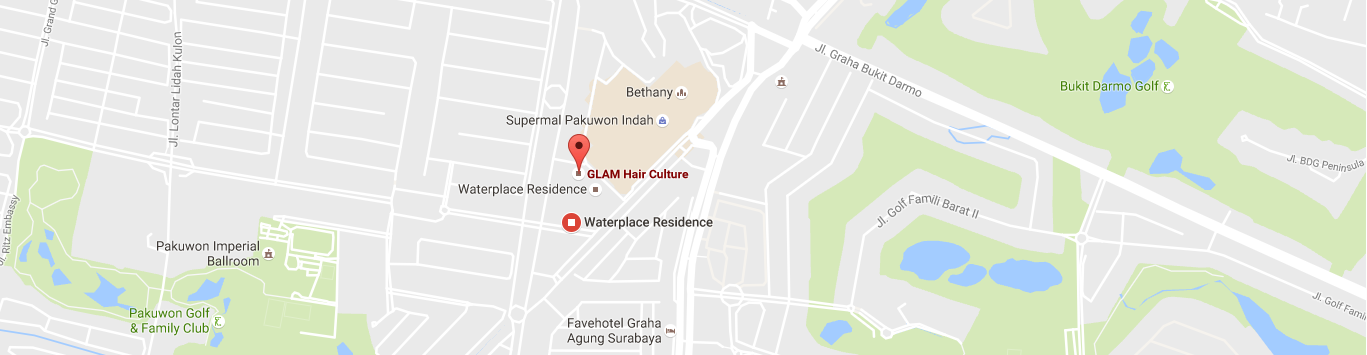 Jl. Grand G
Jl. Lontar Lidah Kulon
Jl. Graha Bukit Darmo
Bethany
Bukit Darmo Golf
Supermal Pakuwon Indah
Jl. BDG Peninsula
GLAM Hair Culture
Waterplace Residence
Jl. Ritz Embassy
Jl. Golf Famili Barat II
Waterplace Residence
Pakuwon Imperial
Ballroom
Jl. Golf Fami
Pakuwon Golf
& Family Club
Favehotel Graha
Agung Surabaya